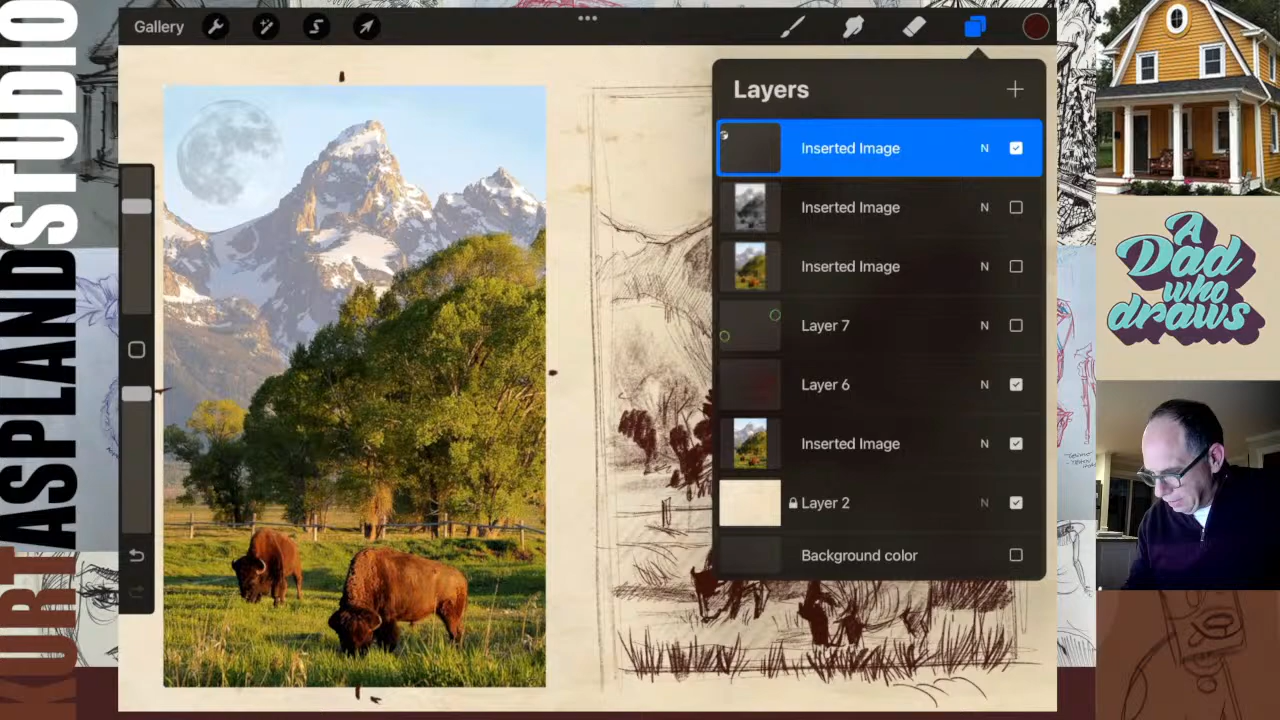 KURT ASPLAND STUDIO
Gallery
Layers
Inserted Image N
Inserted Image N
Inserted Image N
Layer 7 N
Layer 6 N
Inserted Image N
Layer 2 N
Background color
A
Dad
who
draws